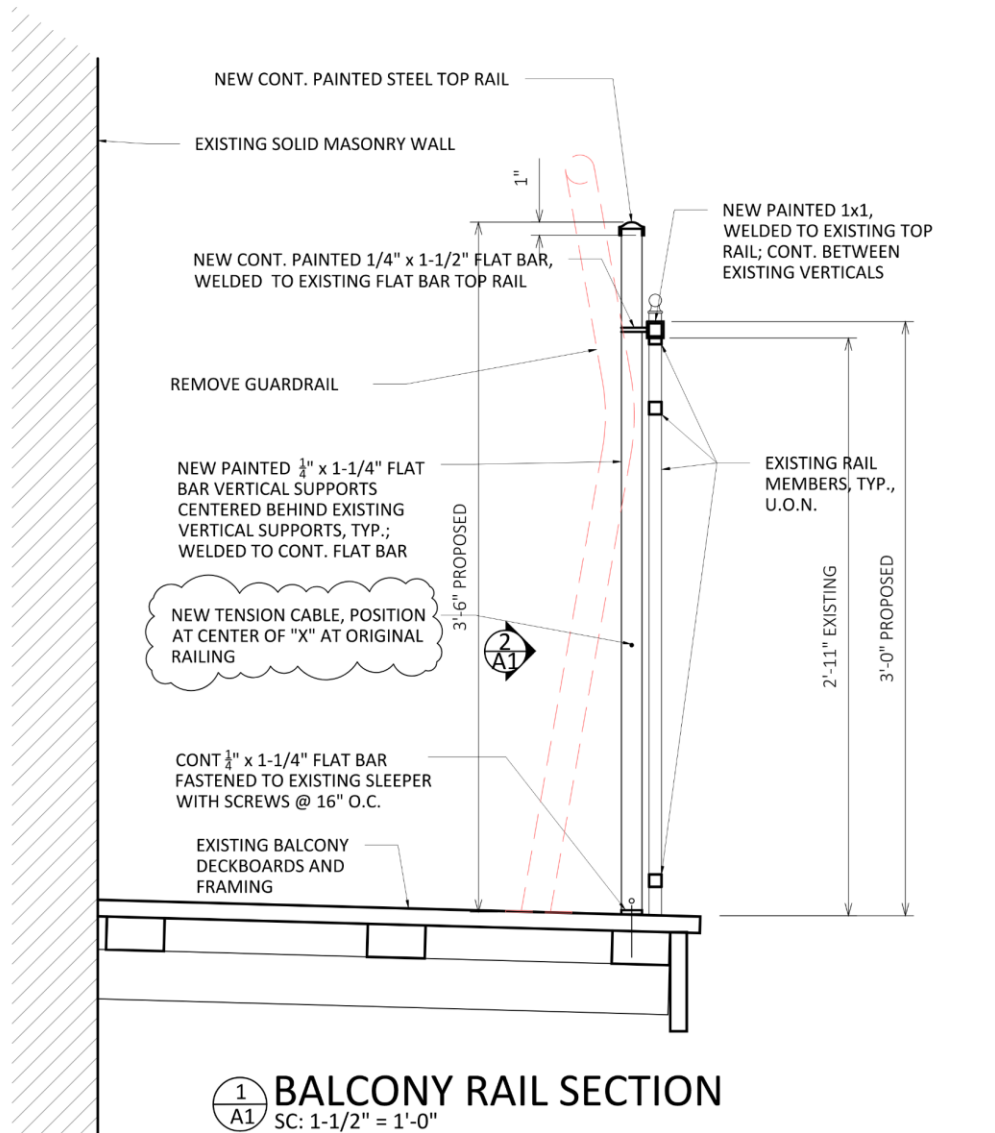 NEW CONT. PAINTED STEEL TOP RAIL
EXISTING SOLID MASONRY WALL
1"
NEW PAINTED 1x1,
WELDED TO EXISTING TOP
RAIL; CONT. BETWEEN
EXISTING VERTICALS
NEW CONT. PAINTED 1/4" x 1-1/2" FLAT BAR,
WELDED TO EXISTING FLAT BAR TOP RAIL
REMOVE GUARDRAIL
NEW PAINTED 1/4" x 1-1/4" FLAT
BAR VERTICAL SUPPORTS
CENTERED BEHIND EXISTING
VERTICAL SUPPORTS, TYP.;
WELDED TO CONT. FLAT BAR
EXISTING RAIL
MEMBERS, TYP.,
U.O.N.
3'-6" PROPOSED
2'-11" EXISTING
3'-0" PROPOSED
NEW TENSION CABLE, POSITION
AT CENTER OF "X" AT ORIGINAL
RAILING
2
A1
CONT 1/4" x 1-1/4" FLAT BAR
FASTENED TO EXISTING SLEEPER
WITH SCREWS @ 16" O.C.
EXISTING BALCONY
DECKBOARDS AND
FRAMING
1
A1
BALCONY RAIL SECTION
SC: 1-1/2" = 1'-0"